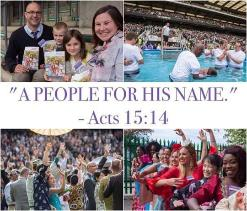 "A PEOPLE FOR HIS NAME."
- Acts 15:14